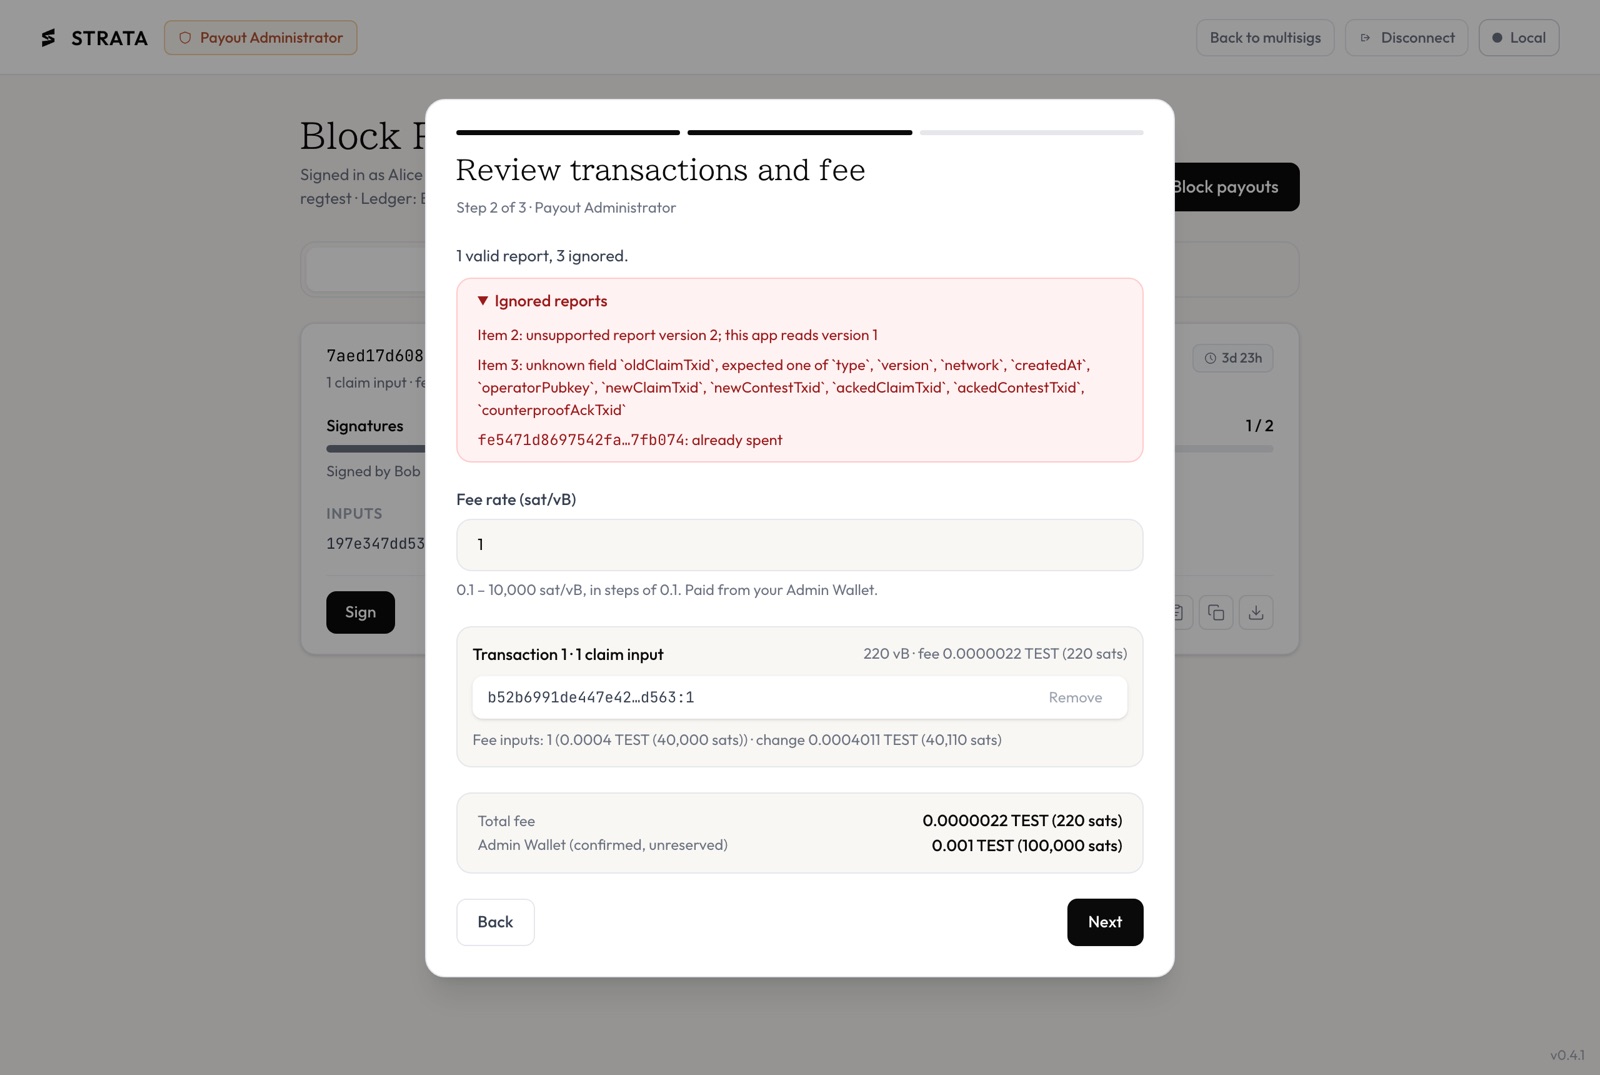 STRATA
Payout Administrator
Back to multisigs
Disconnect
Local
Block
Signed in as Alice
regtest · Ledger:
Block payouts
7aed17d608
1 claim input ·
3d 23h
Signatures
1 / 2
Signed by Bob
INPUTS
197e347dd53
Sign
Review transactions and fee
Step 2 of 3 · Payout Administrator
1 valid report, 3 ignored.
▼ Ignored reports
Item 2: unsupported report version 2; this app reads version 1
Item 3: unknown field `oldClaimTxid`, expected one of `type`, `version`, `network`, `createdAt`,
`operatorPubkey`, `newClaimTxid`, `newContestTxid`, `ackedClaimTxid`, `ackedContestTxid`,
`counterproofAckTxid`
fe5471d8697542fa…7fb074: already spent
Fee rate (sat/vB)
1
0.1 – 10,000 sat/vB, in steps of 0.1. Paid from your Admin Wallet.
Transaction 1 · 1 claim input
220 vB · fee 0.0000022 TEST (220 sats)
b52b6991de447e42…d563:1
Remove
Fee inputs: 1 (0.0004 TEST (40,000 sats)) · change 0.0004011 TEST (40,110 sats)
Total fee
0.0000022 TEST (220 sats)
Admin Wallet (confirmed, unreserved)
0.001 TEST (100,000 sats)
Back
Next
v0.4.1